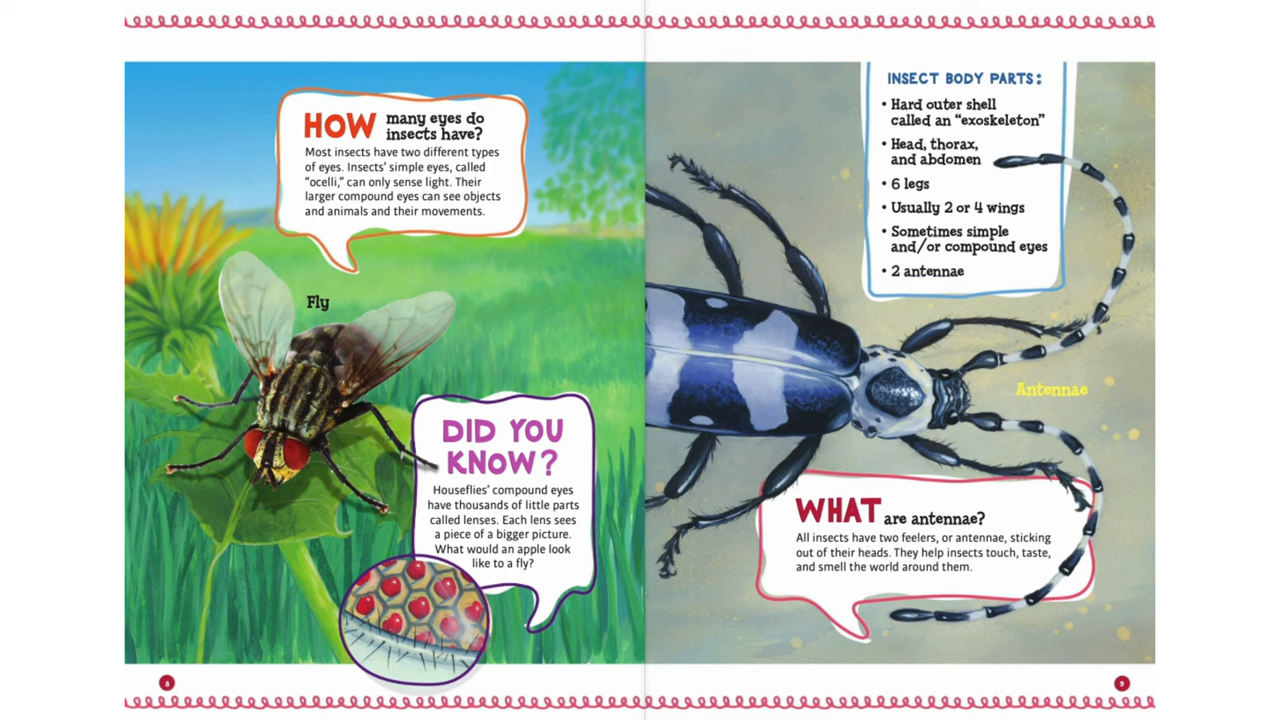 HOW many eyes do
insects have?
Most insects have two different types
of eyes. Insects’ simple eyes, called
“ocelli,” can only sense light. Their
larger compound eyes can see objects
and animals and their movements.
Fly
DID YOU
KNOW?
Houseflies’ compound eyes
have thousands of little parts
called lenses. Each lens sees
a piece of a bigger picture.
What would an apple look
like to a fly?
8
INSECT BODY PARTS:
• Hard outer shell
called an “exoskeleton”
• Head, thorax,
and abdomen
• 6 legs
• Usually 2 or 4 wings
• Sometimes simple
and/or compound eyes
• 2 antennae
Antennae
WHAT are antennae?
All insects have two feelers, or antennae, sticking
out of their heads. They help insects touch, taste,
and smell the world around them.
9